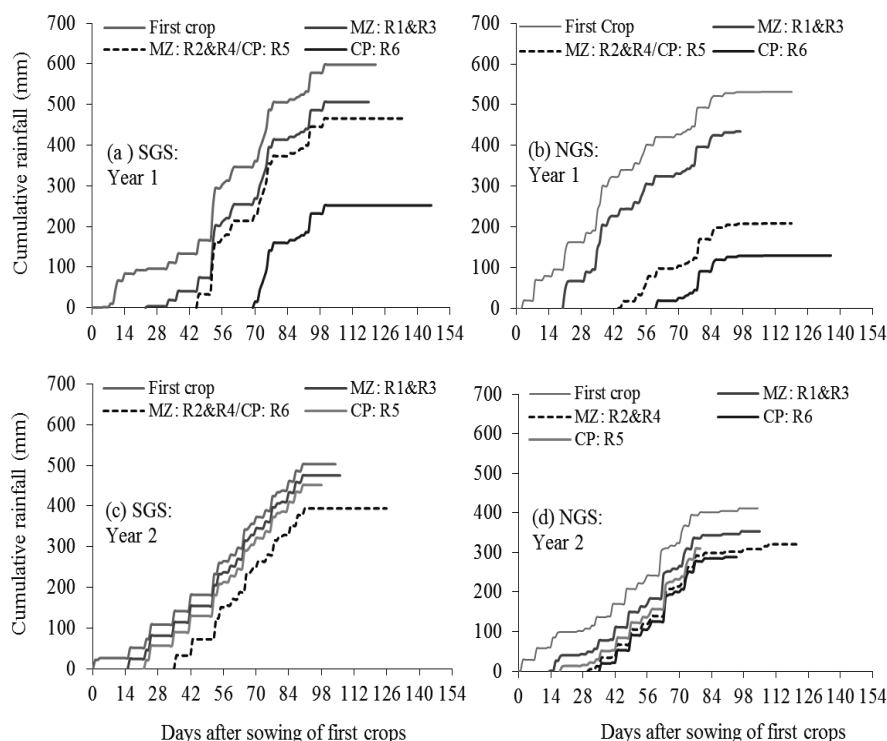 700
600
500
400
300
200
100
0
First crop
MZ: R1&R3
MZ: R2&R4/CP: R5
CP: R6
(a ) SGS:
Year 1
0 14 28 42 56 70 84 98 112 126 140 154
700
600
500
400
300
200
100
0
First Crop
MZ: R1&R3
MZ: R2&R4/CP: R5
CP: R6
(b) NGS:
Year 1
0 14 28 42 56 70 84 98 112 126 140 154
Cumulative rainfall (mm)
700
600
500
400
300
200
100
0
First crop
MZ: R1&R3
MZ: R2&R4/CP: R6
CP: R5
(c) SGS:
Year 2
0 14 28 42 56 70 84 98 112 126 140 154
Cumulative rainfall (mm)
Days after sowing of first crops
700
600
500
400
300
200
100
0
First crop
MZ: R1&R3
MZ: R2&R4
CP: R6
CP: R5
(d) NGS:
Year 2
0 14 28 42 56 70 84 98 112 126 140 154
Days after sowing of first crops